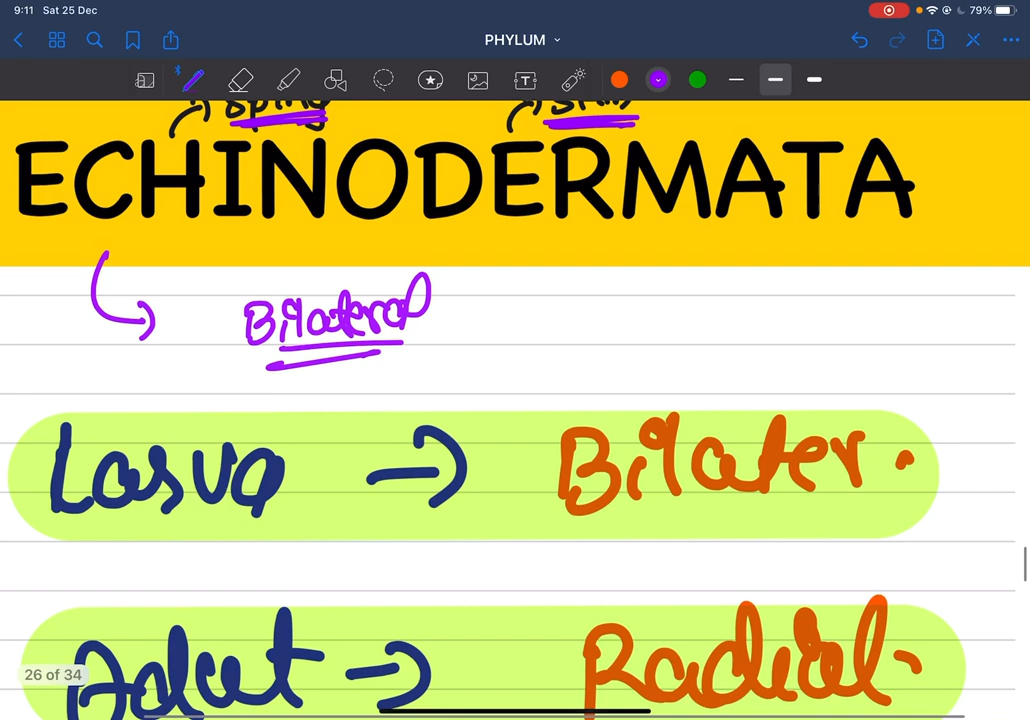 9:11 Sat 25 Dec 79%
PHYLUM
T
ECHINODERMATA
Bilateral
Larva → Bilater.
26 of 34
Adult → Radial.